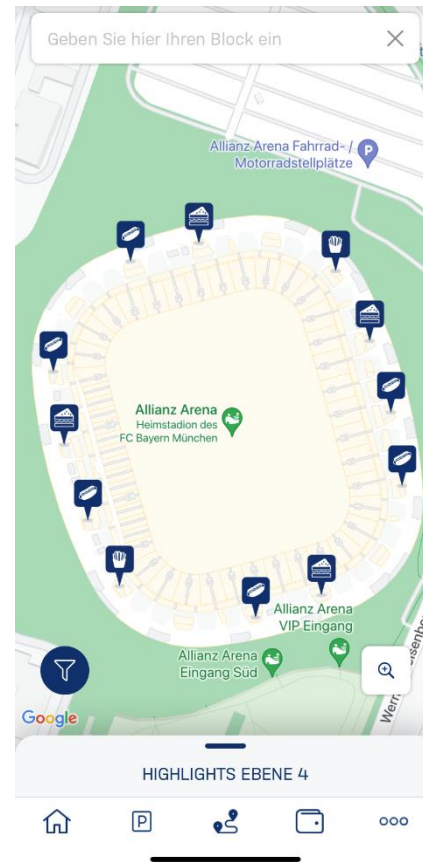 Geben Sie hier Ihren Block ein
Allianz Arena Fahrrad- /
Motorradstellplätze
P
Allianz Arena
Heimstadion des
FC Bayern München
Allianz Arena
VIP Eingang
Allianz Arena
Eingang Süd
Google
HIGHLIGHTS EBENE 4
P